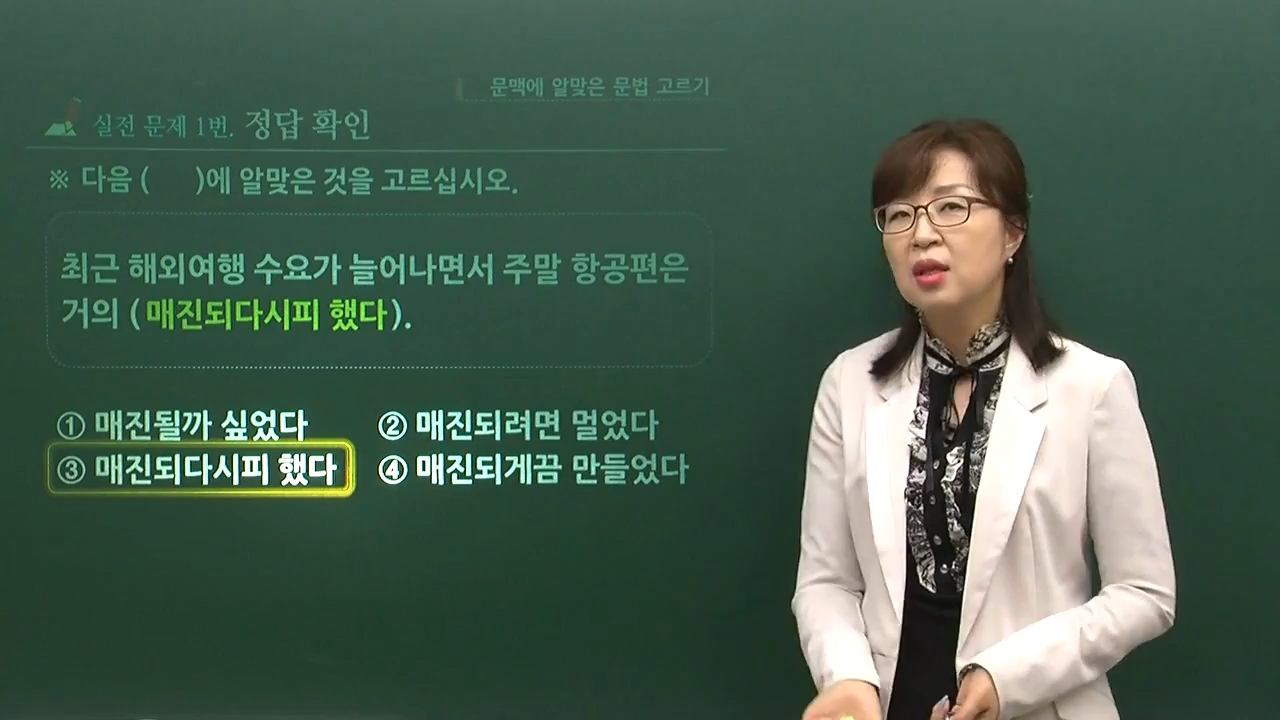 문맥에 알맞은 문법 고르기
실전 문제 1번. 정답 확인
※ 다음 (     )에 알맞은 것을 고르십시오.
최근 해외여행 수요가 늘어나면서 주말 항공편은
거의 (매진되다시피 했다).
① 매진될까 싶었다 ② 매진되려면 멀었다
③ 매진되다시피 했다 ④ 매진되게끔 만들었다